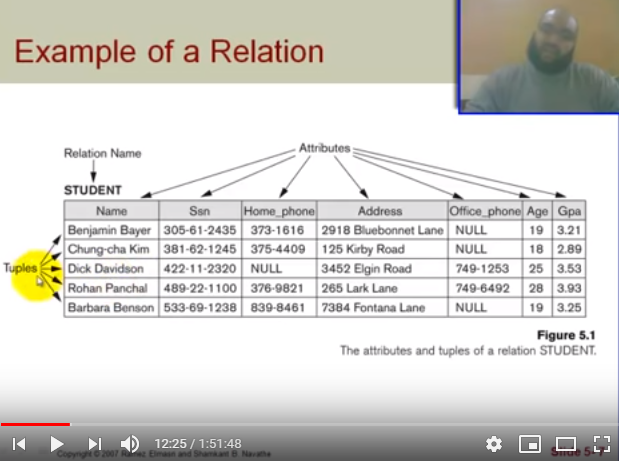 Example of a Relation
Relation Name
Attributes
STUDENT
Name Ssn Home_phone Address Office_phone Age Gpa
Benjamin Bayer 305-61-2435 373-1616 2918 Bluebonnet Lane NULL 19 3.21
Chung-cha Kim 381-62-1245 375-4409 125 Kirby Road NULL 18 2.89
Tuples
Dick Davidson 422-11-2320 NULL 3452 Elgin Road 749-1253 25 3.53
Rohan Panchal 489-22-1100 376-9821 265 Lark Lane 749-6492 28 3.93
Barbara Benson 533-69-1238 839-8461 7384 Fontana Lane NULL 19 3.25
Figure 5.1
The attributes and tuples of a relation STUDENT.
12:25 / 1:51:48
Copyright © 2007 Ramez Elmasri and Shamkant B. Navathe
Slide 5- 7